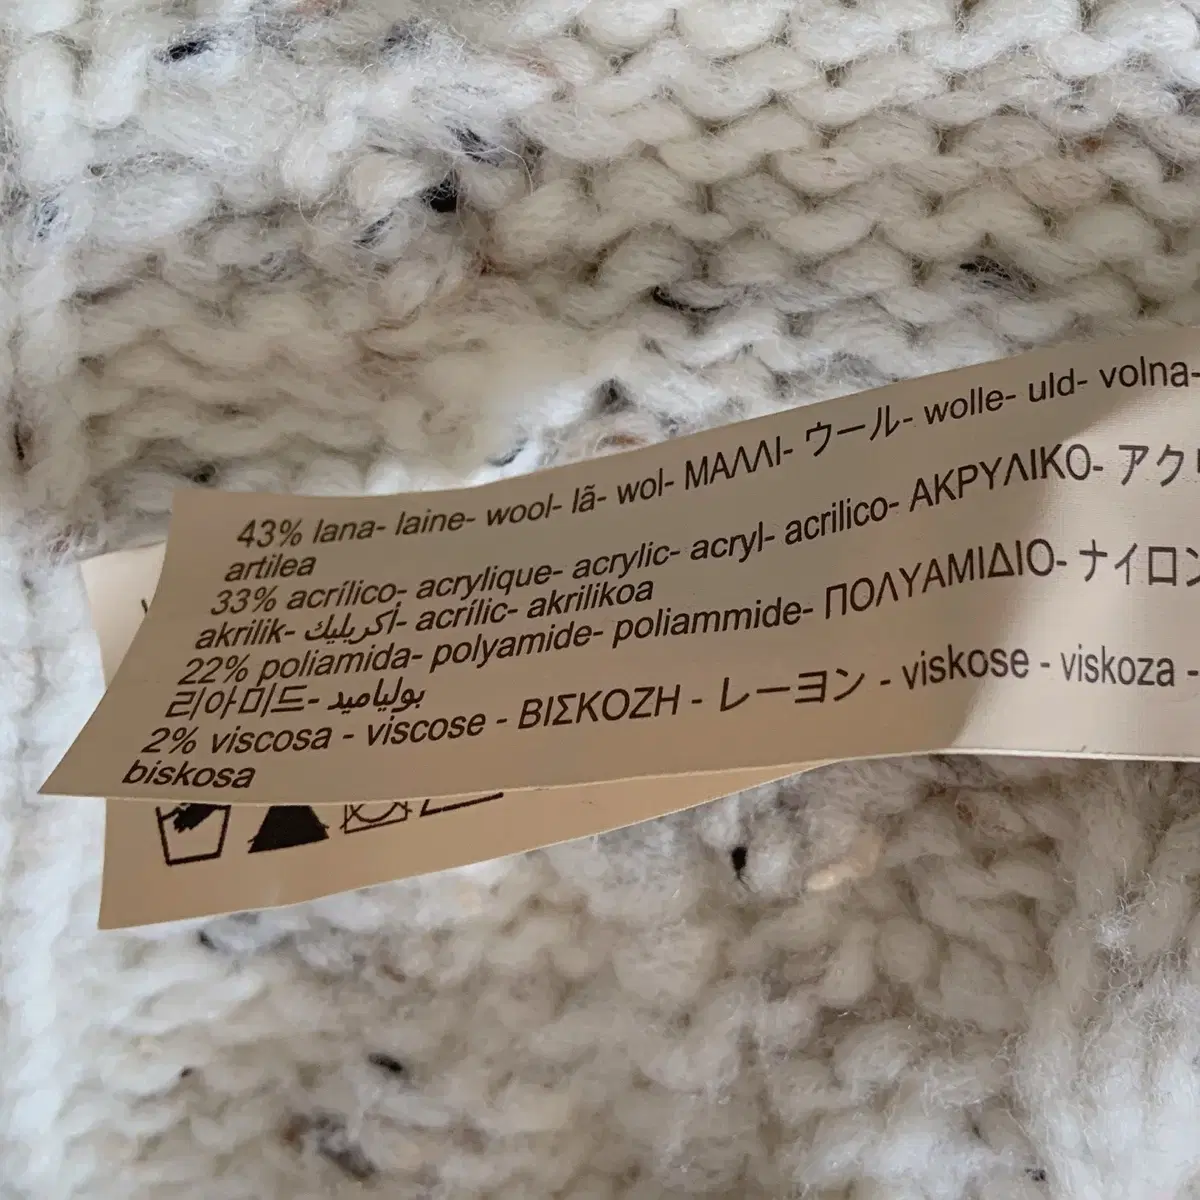 43% lana- laine- wool- lã- wol- ΜΑΛΛΙ- ウール- wolle- uld- volna-
artilea
33% acrílico- acrylique- acrylic- acryl- acrilico- ΑΚΡΥΛΙΚΟ- アクリ
akrilik- أكريليك- acrílic- akrilikoa
22% poliamida- polyamide- poliammide- ΠΟΛΥΑΜΙΔΙΟ- ナイロン
리아미드- بولياميد
2% viscosa - viscose - ΒΙΣΚΟΖΗ - レーヨン - viskose - viskoza -
biskosa